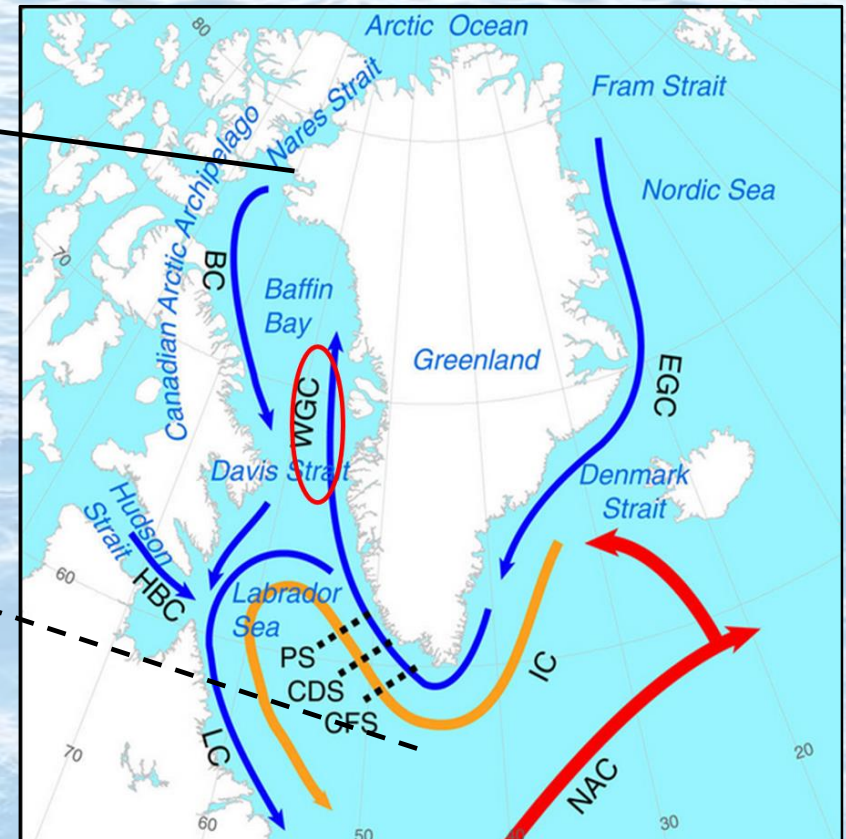 Arctic Ocean
80
Nares Strait
Fram Strait
Canadian Arctic Archipelago
Nordic Sea
70
BC
Baffin
Bay
Greenland
EGC
WGC
Davis Strait
Denmark
Strait
Hudson
Strait
60
HBC
Labrador
Sea
PS
CDS
CFS
IC
LC
70
NAC
20
60
50
40
30